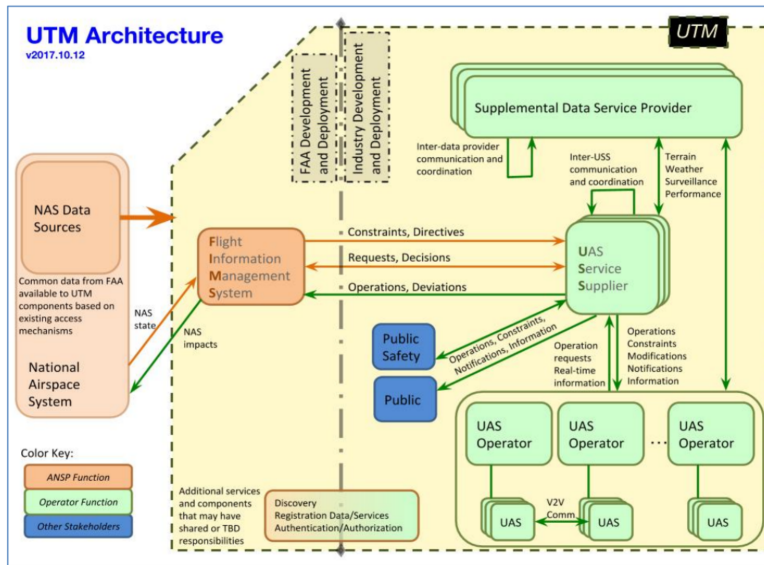 UTM Architecture
v2017.10.12
UTM
FAA Development
and Deployment
Industry Development
and Deployment
Supplemental Data Service Provider
Inter-data provider
communication and
coordination
Inter-USS
communication
and coordination
Terrain
Weather
Surveillance
Performance
NAS Data
Sources
Common data from FAA
available to UTM
components based on
existing access
mechanisms
National
Airspace
System
NAS
state
NAS
impacts
Flight
Information
Management
System
Constraints, Directives
Requests, Decisions
Operations, Deviations
UAS
Service
Supplier
Public
Safety
Public
Operations, Constraints,
Notifications, Information
Operation
requests
Real-time
information
Operations
Constraints
Modifications
Notifications
Information
UAS
Operator
UAS
Operator
...
UAS
Operator
UAS
V2V
Comm.
UAS
UAS
Color Key:
ANSP Function
Operator Function
Other Stakeholders
Additional services
and components
that may have
shared or TBD
responsibilities
Discovery
Registration Data/Services
Authentication/Authorization